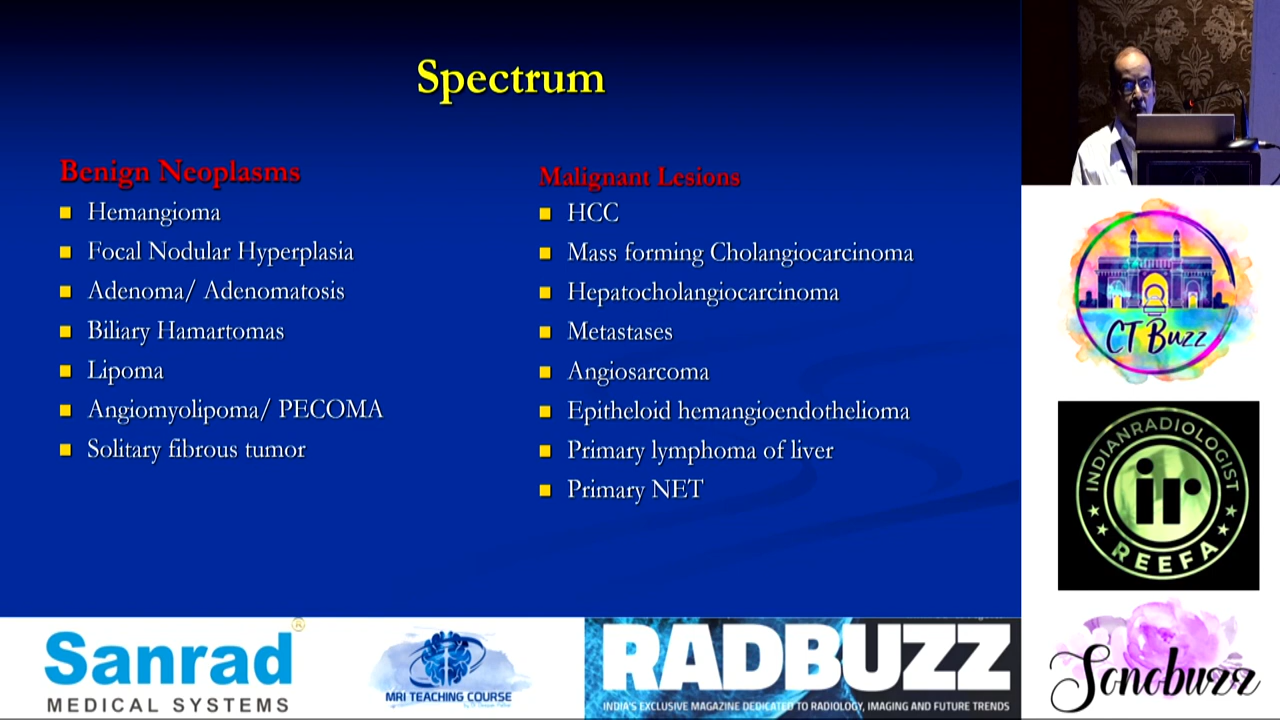 Spectrum
Benign Neoplasms
Hemangioma
Focal Nodular Hyperplasia
Adenoma/ Adenomatosis
Biliary Hamartomas
Lipoma
Angiomyolipoma/ PECOMA
Solitary fibrous tumor
Malignant Lesions
HCC
Mass forming Cholangiocarcinoma
Hepatocholangiocarcinoma
Metastases
Angiosarcoma
Epitheloid hemangioendothelioma
Primary lymphoma of liver
Primary NET
CT Buzz
INDIANRADIOLOGIST
ir
REEFA
Sonobuzz
Sanrad
MEDICAL SYSTEMS
MRI TEACHING COURSE
RADBUZZ
INDIA'S EXCLUSIVE MAGAZINE DEDICATED TO RADIOLOGY, IMAGING AND FUTURE TRENDS